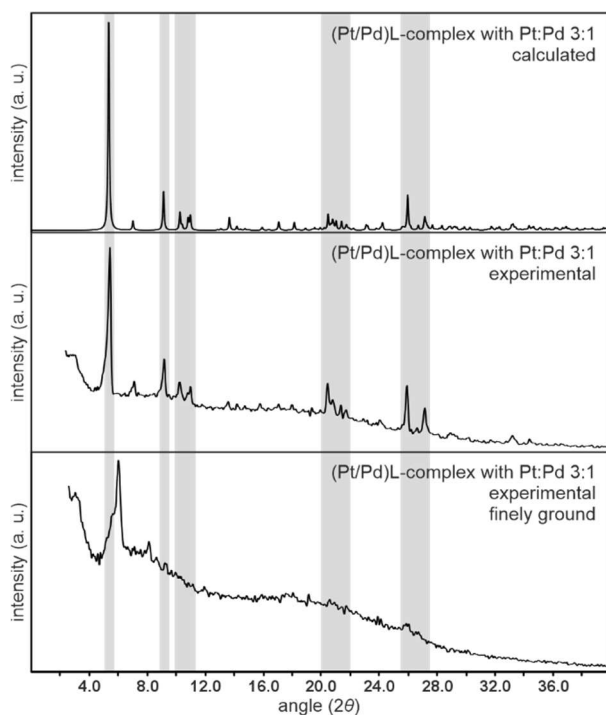 (Pt/Pd)L-complex with Pt:Pd 3:1
calculated
intensity (a. u.)
(Pt/Pd)L-complex with Pt:Pd 3:1
experimental
intensity (a. u.)
(Pt/Pd)L-complex with Pt:Pd 3:1
experimental
finely ground
intensity (a. u.)
4.0 8.0 12.0 16.0 20.0 24.0 28.0 32.0 36.0
angle (2θ)